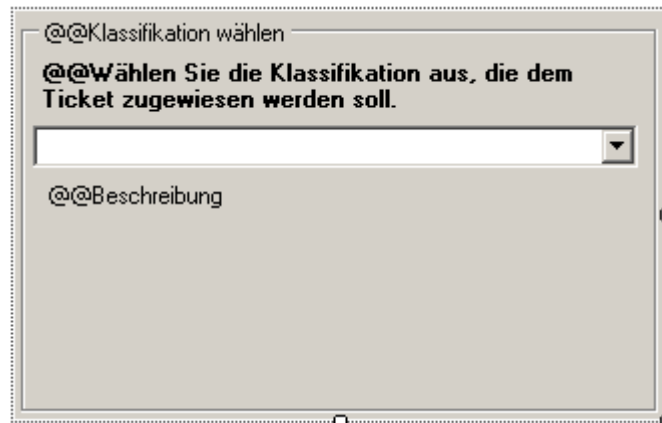 @@Klassifikation wählen
@@Wählen Sie die Klassifikation aus, die dem
Ticket zugewiesen werden soll.
@@Beschreibung